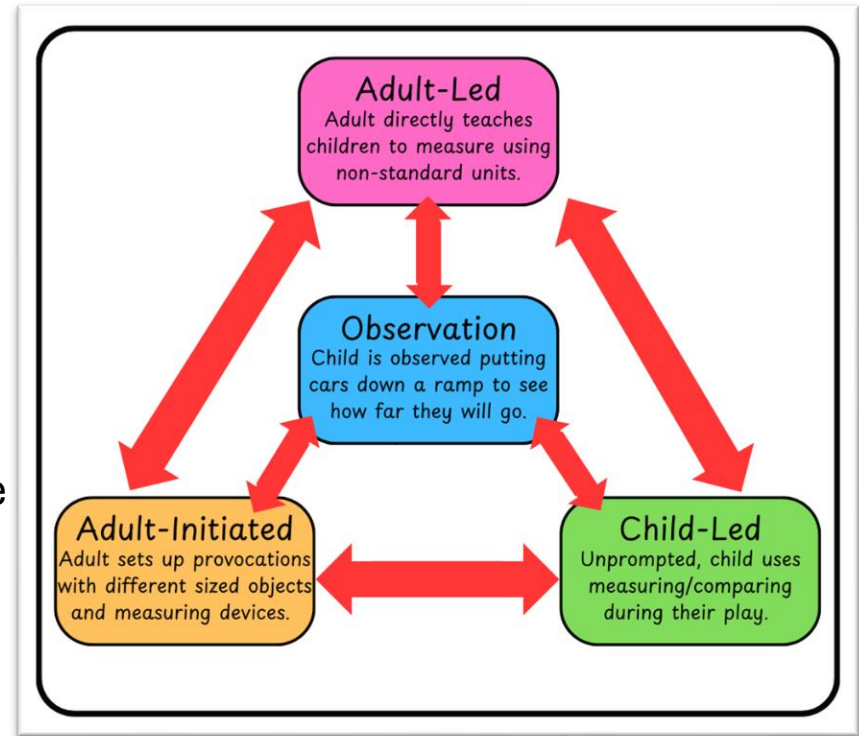 Adult-Led
Adult directly teaches
children to measure using
non-standard units.
Observation
Child is observed putting
cars down a ramp to see
how far they will go.
e
Adult-Initiated
Adult sets up provocations
with different sized objects
and measuring devices.
Child-Led
Unprompted, child uses
measuring/comparing
during their play.